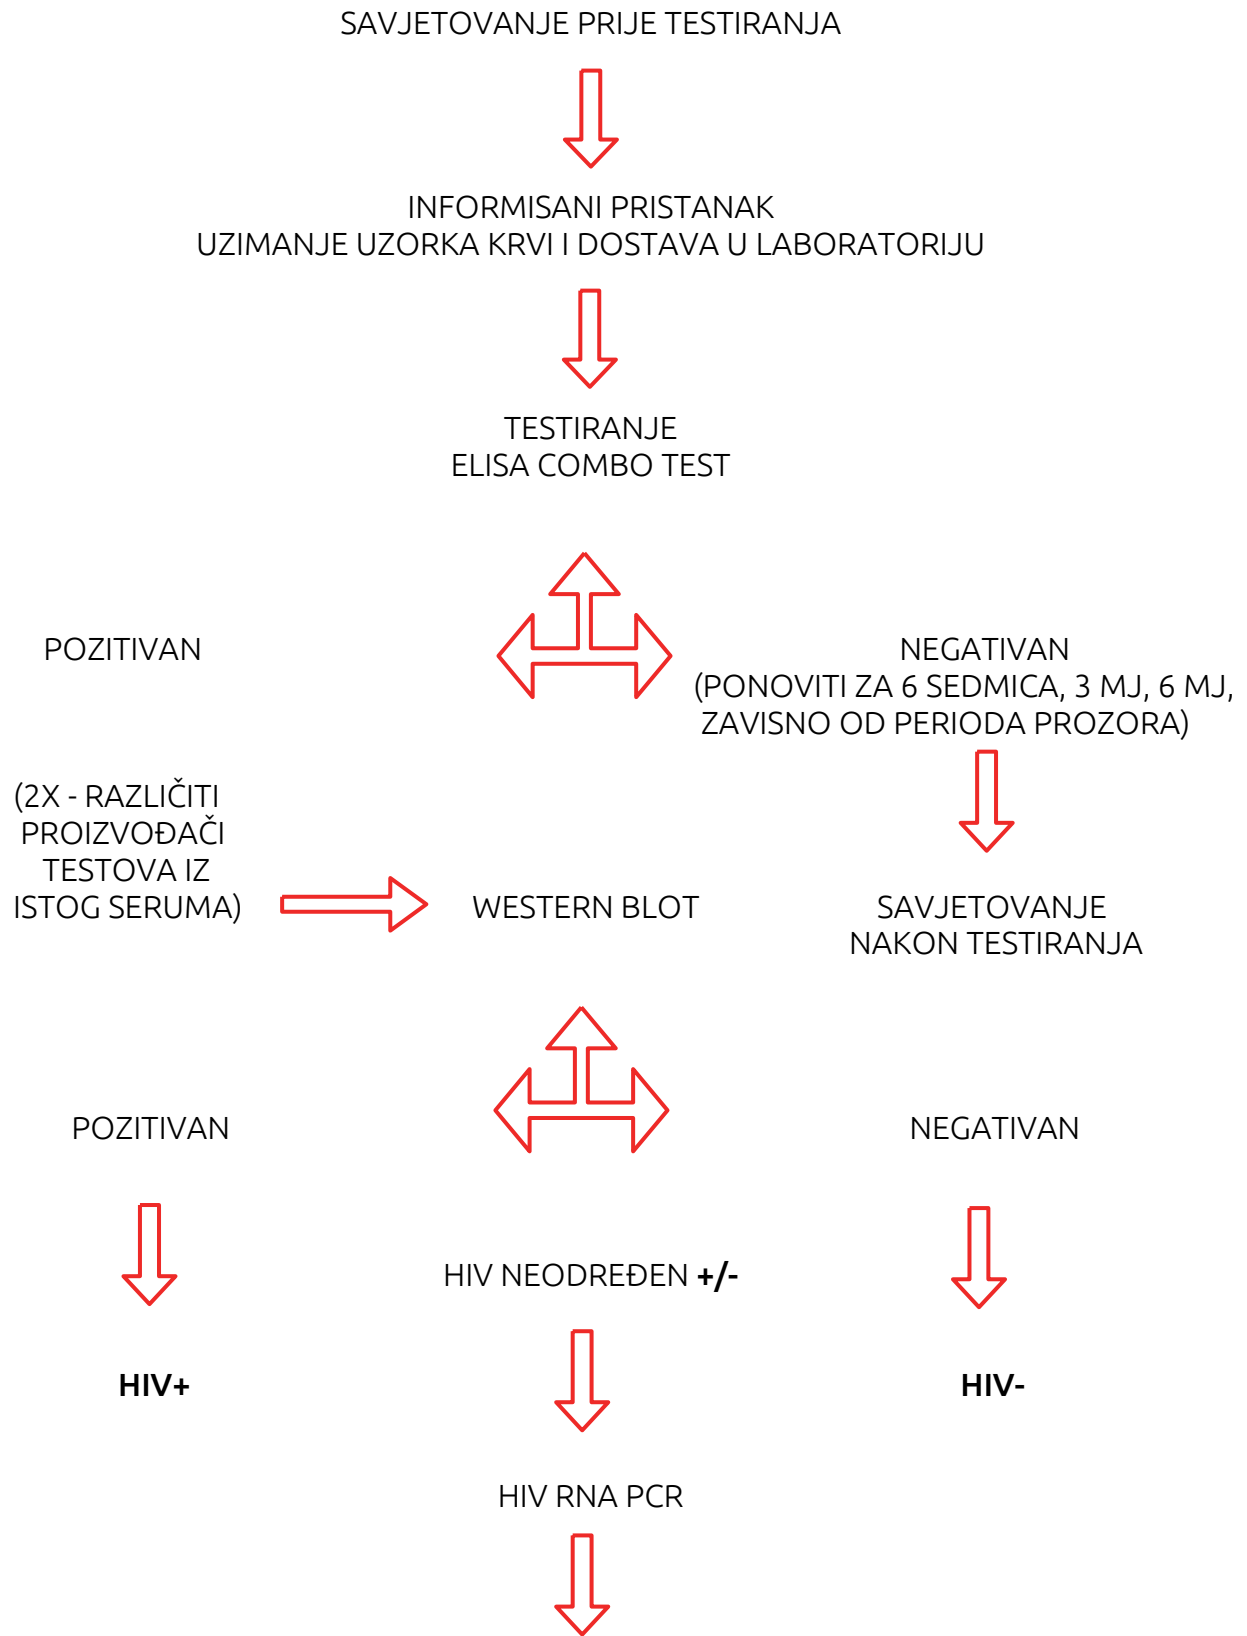 SAVJETOVANJE PRIJE TESTIRANJA
INFORMISANI PRISTANAK
UZIMANJE UZORKA KRVI I DOSTAVA U LABORATORIJU
TESTIRANJE
ELISA COMBO TEST
POZITIVAN
NEGATIVAN
(PONOVITI ZA 6 SEDMICA, 3 MJ, 6 MJ,
ZAVISNO OD PERIODA PROZORA)
(2X - RAZLIČITI
PROIZVOĐAČI
TESTOVA IZ
ISTOG SERUMA)
WESTERN BLOT
SAVJETOVANJE
NAKON TESTIRANJA
POZITIVAN
NEGATIVAN
HIV NEODREĐEN +/-
HIV+
HIV-
HIV RNA PCR